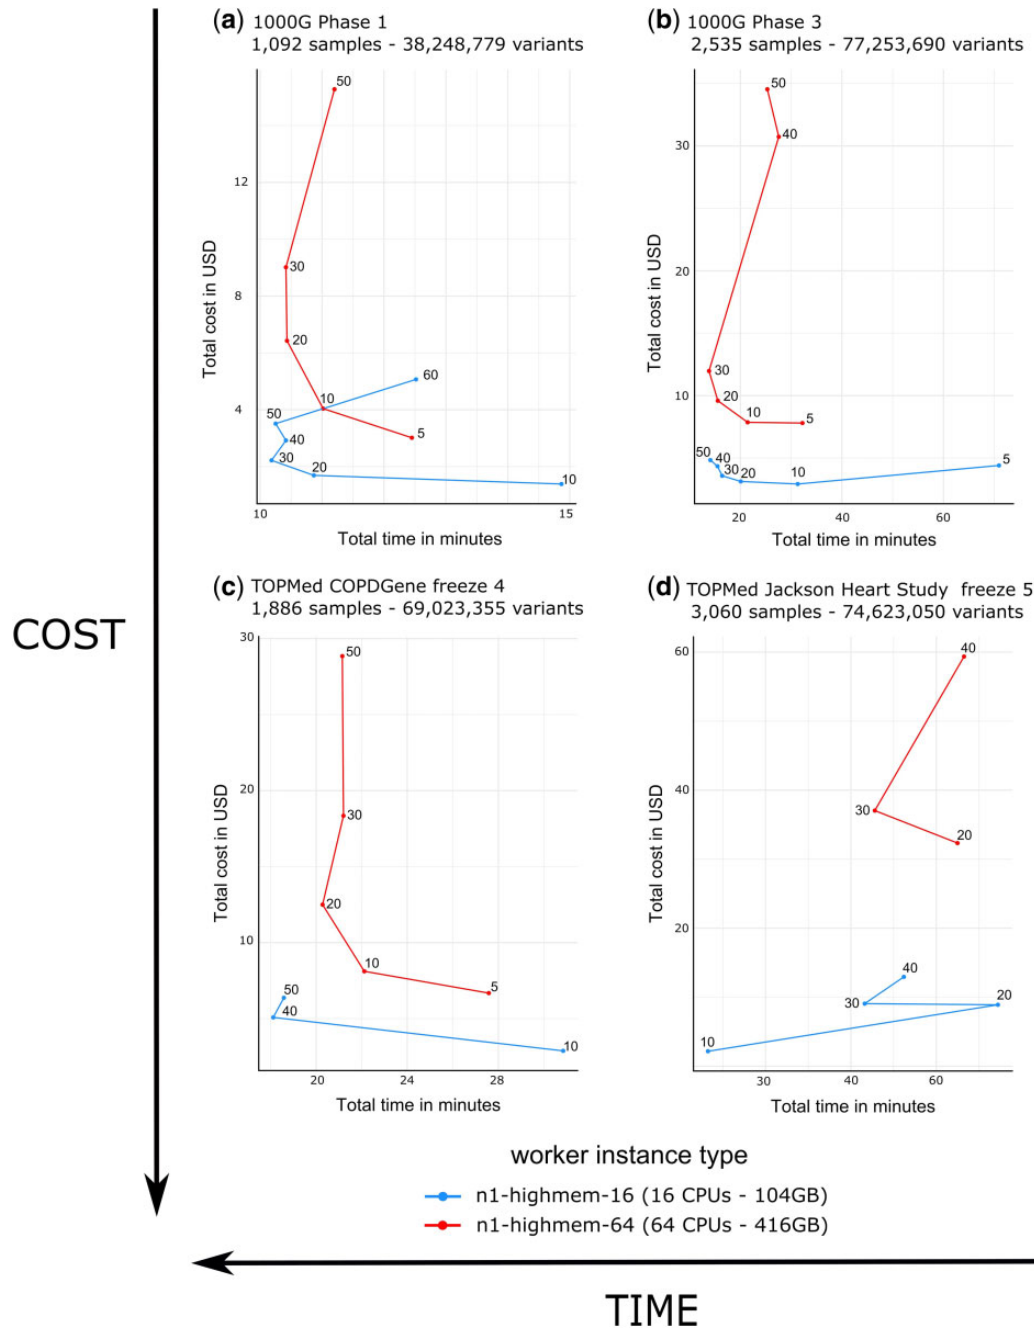 (a) 1000G Phase 1
1,092 samples - 38,248,779 variants
50
12
30
8
20
60
10
4
50
5
40
30
20
10
10
15
Total cost in USD
Total time in minutes
(b) 1000G Phase 3
2,535 samples - 77,253,690 variants
50
40
30
20
30
10
20
10
5
50
40
30
20
10
5
20
40
60
Total cost in USD
Total time in minutes
(c) TOPMed COPDGene freeze 4
1,886 samples - 69,023,355 variants
30
50
20
30
20
10
10
5
50
40
10
20
24
28
Total cost in USD
Total time in minutes
(d) TOPMed Jackson Heart Study freeze 5
3,060 samples - 74,623,050 variants
60
40
40
30
20
20
40
30
20
10
30
40
60
Total cost in USD
Total time in minutes
COST
worker instance type
n1-highmem-16 (16 CPUs - 104GB)
n1-highmem-64 (64 CPUs - 416GB)
TIME